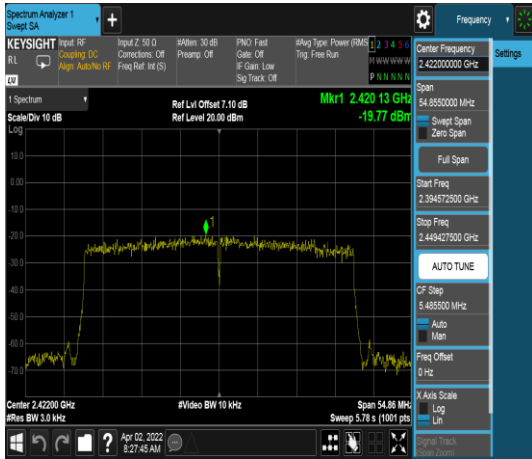 Spectrum Analyzer 1
Swept SA
Frequency
KEYSIGHT
RL
LXI
Input: RF
Coupling: DC
Align: Auto/No RF
Input Z: 50 Ω
Corrections: Off
Freq Ref: Int (S)
#Atten: 30 dB
Preamp: Off
PNO: Fast
Gate: Off
IF Gain: Low
Sig Track: Off
#Avg Type: Power (RMS
Trig: Free Run
1 2 3 4 5 6
M WW WW W
P N N N N N
Center Frequency
2.422000000 GHz
Settings
Span
54.8550000 MHz
Swept Span
Zero Span
Full Span
Start Freq
2.394572500 GHz
Stop Freq
2.449427500 GHz
AUTO TUNE
CF Step
5.485500 MHz
Auto
Man
Freq Offset
0 Hz
X Axis Scale
Log
Lin
Signal Track
(Span Zoom)
1 Spectrum
Scale/Div 10 dB
Ref Lvl Offset 7.10 dB
Ref Level 20.00 dBm
Mkr1 2.420 13 GHz
-19.77 dBm
Log
10.0
0.00
-10.0
-20.0
-30.0
-40.0
-50.0
-60.0
-70.0
1
Center 2.42200 GHz
#Res BW 3.0 kHz
#Video BW 10 kHz
Span 54.86 MHz
Sweep 5.78 s (1001 pts)
?
Apr 02, 2022
8:27:45 AM